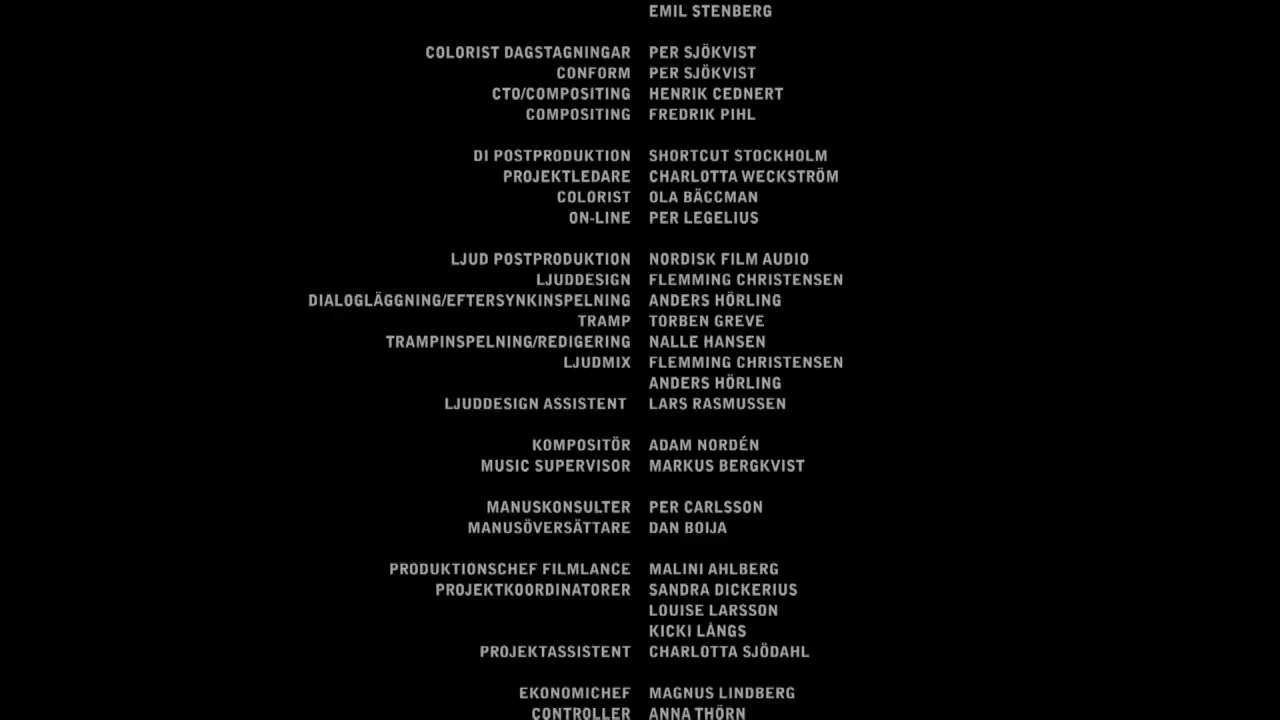 EMIL STENBERG
COLORIST DAGSTAGNINGAR PER SJÖKVIST
CONFORM PER SJÖKVIST
CTO/COMPOSITING HENRIK CEDNERT
COMPOSITING FREDRIK PIHL
DI POSTPRODUKTION SHORTCUT STOCKHOLM
PROJEKTLEDARE CHARLOTTA WECKSTRÖM
COLORIST OLA BÄCCMAN
ON-LINE PER LEGELIUS
LJUD POSTPRODUKTION NORDISK FILM AUDIO
LJUDDESIGN FLEMMING CHRISTENSEN
DIALOGLÄGGNING/EFTERSYNKINSPELNING ANDERS HÖRLING
TRAMP TORBEN GREVE
TRAMPINSPELNING/REDIGERING NALLE HANSEN
LJUDMIX FLEMMING CHRISTENSEN
ANDERS HÖRLING
LJUDDESIGN ASSISTENT LARS RASMUSSEN
KOMPOSITÖR ADAM NORDÉN
MUSIC SUPERVISOR MARKUS BERGKVIST
MANUSKONSULTER PER CARLSSON
MANUSÖVERSÄTTARE DAN BOIJA
PRODUKTIONSCHEF FILMLANCE MALINI AHLBERG
PROJEKTKOORDINATORER SANDRA DICKERIUS
LOUISE LARSSON
KICKI LÅNGS
PROJEKTASSISTENT CHARLOTTA SJÖDAHL
EKONOMICHEF MAGNUS LINDBERG
CONTROLLER ANNA THÖRN